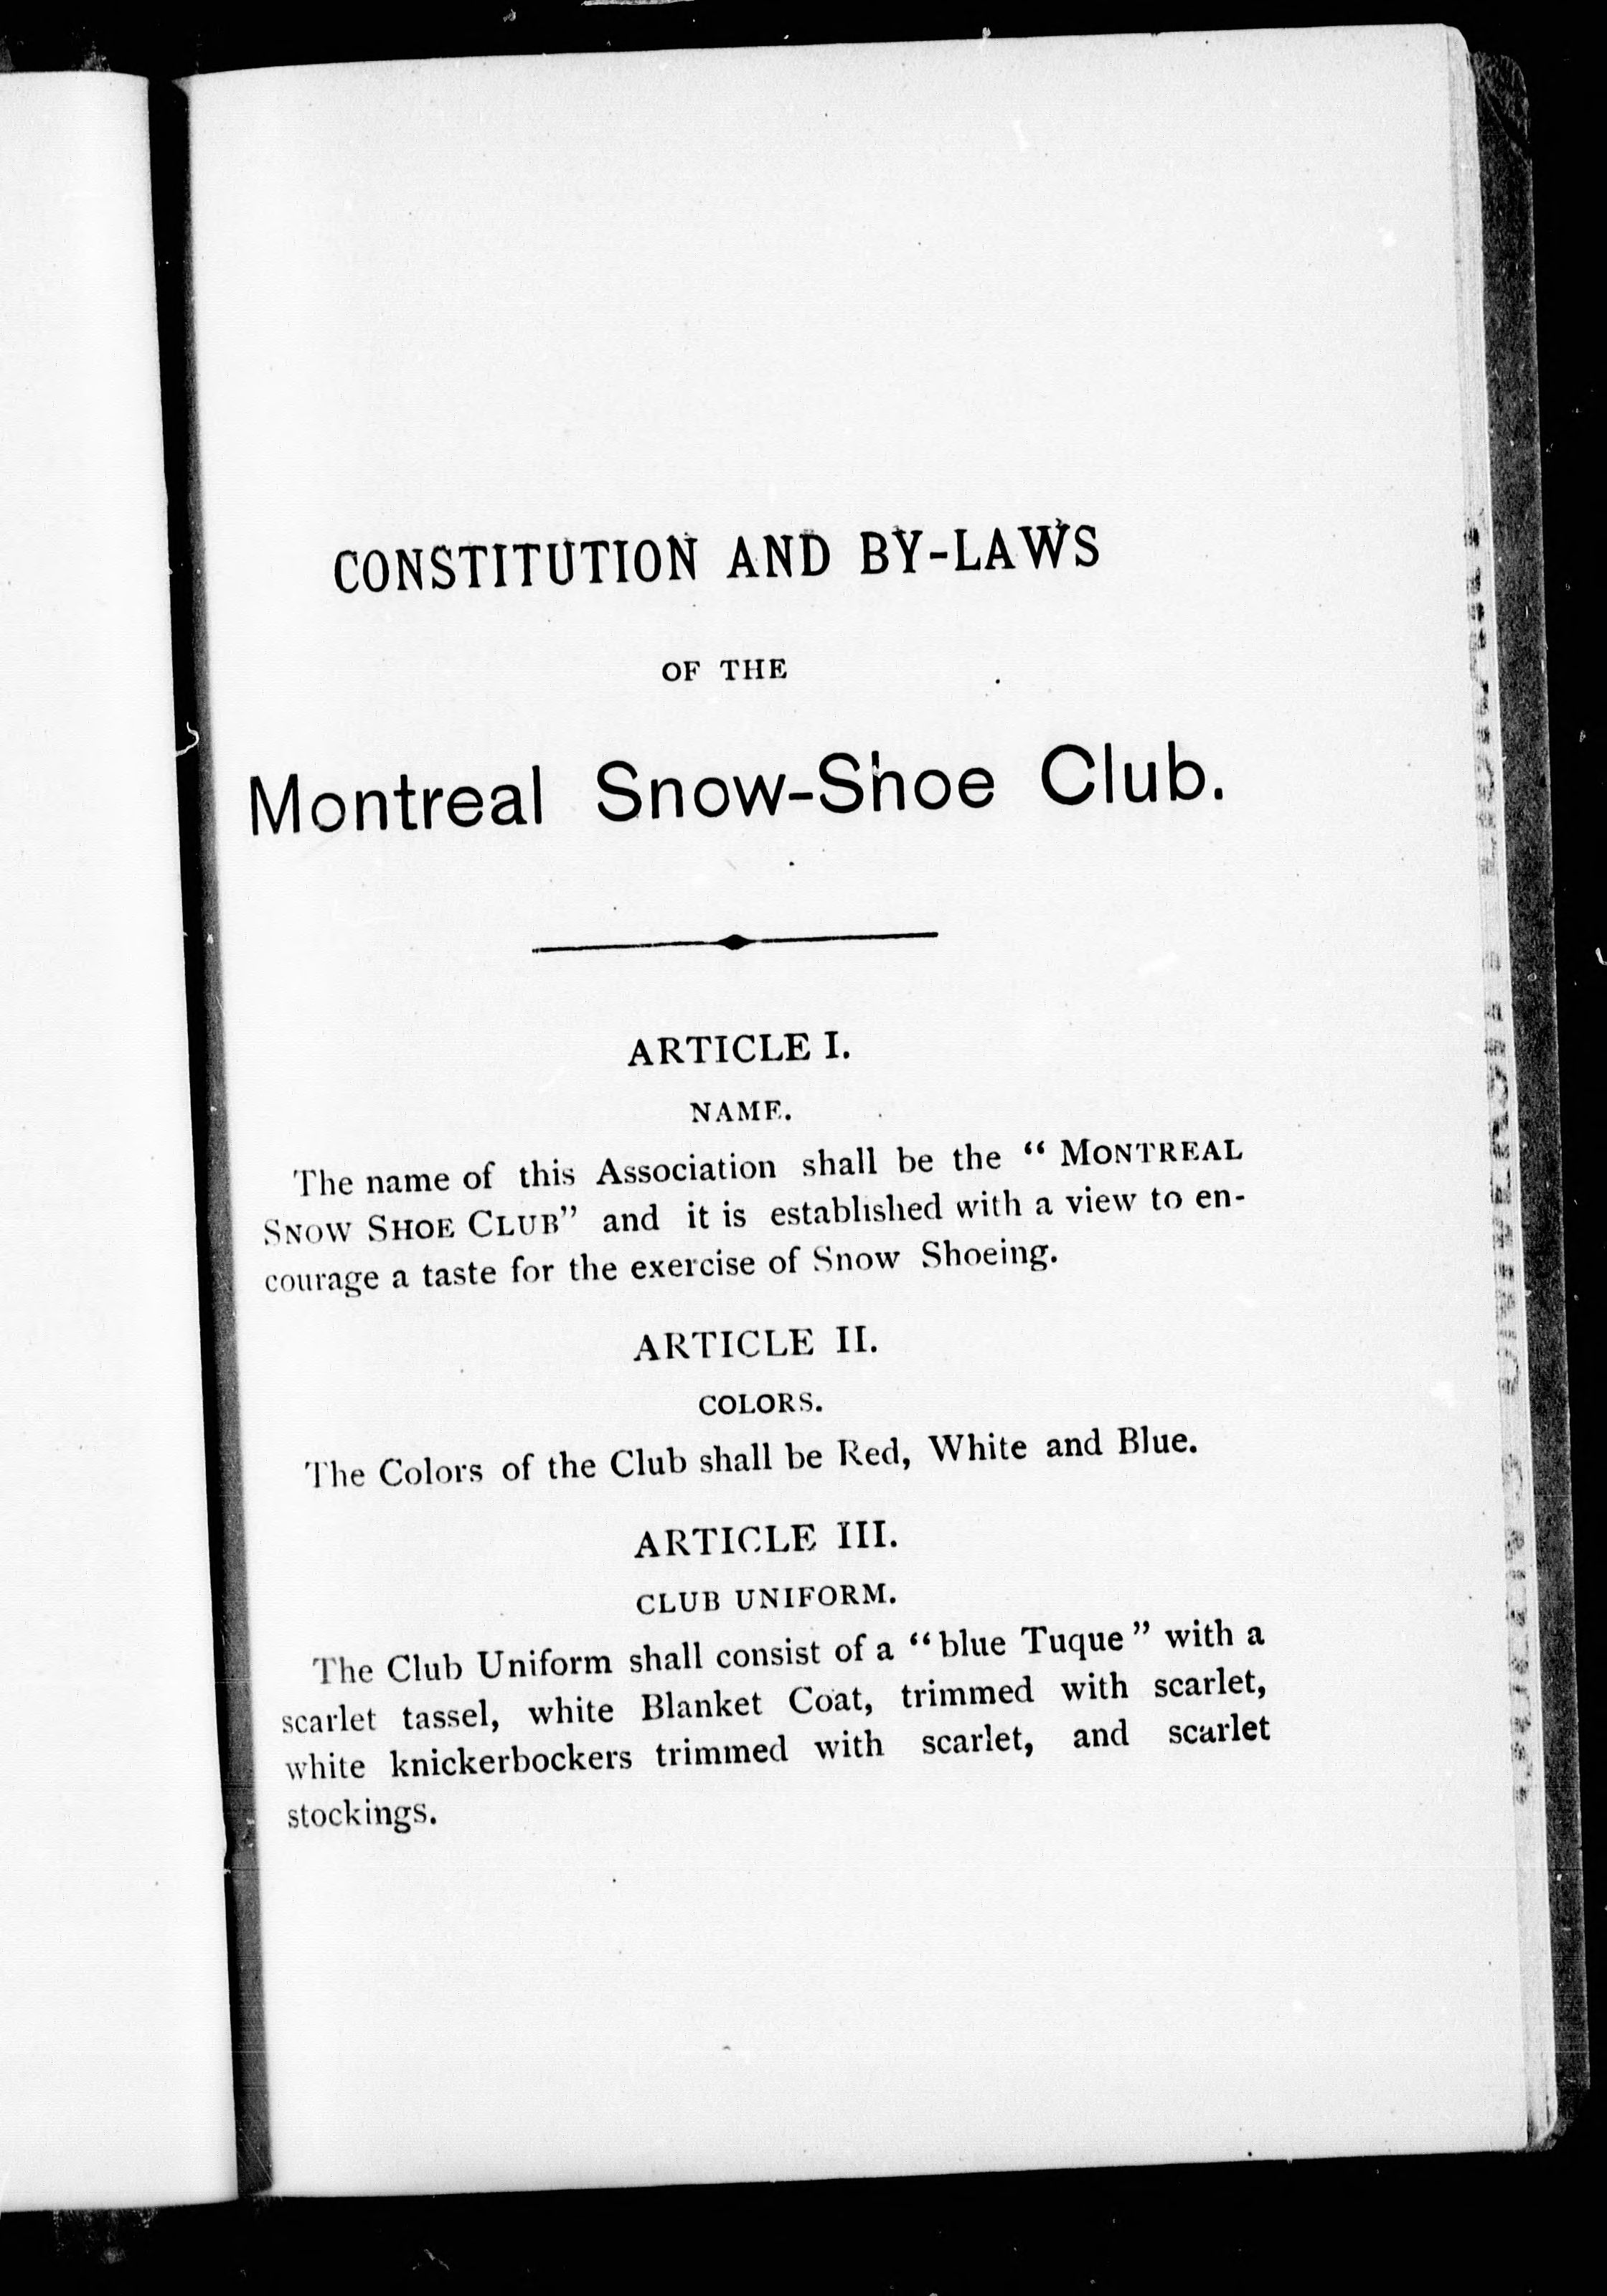 CONSTITUTION AND BY-LAWS
OF THE
Montreal Snow-Shoe Club.
ARTICLE I.
NAME.
The name of this Association shall be the “ MONTREAL
SNOW SHOE CLUB” and it is established with a view to en-
courage a taste for the exercise of Snow Shoeing.
ARTICLE II.
COLORS.
The Colors of the Club shall be Red, White and Blue.
ARTICLE III.
CLUB UNIFORM.
The Club Uniform shall consist of a “blue Tuque” with a
scarlet tassel, white Blanket Coat, trimmed with scarlet,
white knickerbockers trimmed with scarlet, and scarlet
stockings.